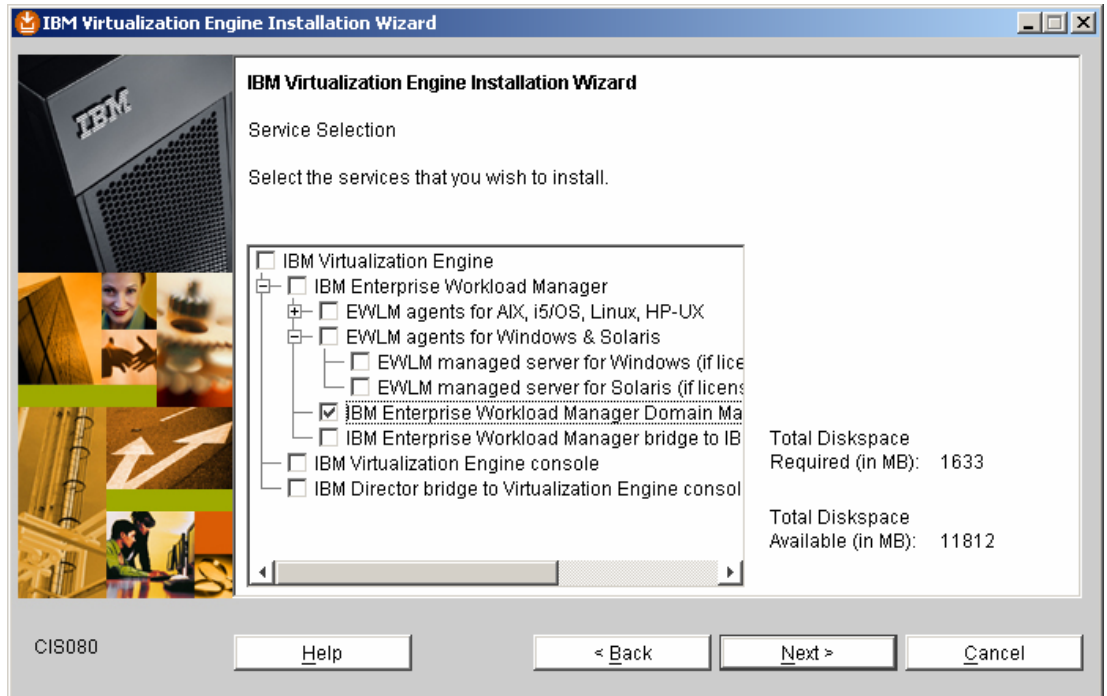 IBM Virtualization Engine Installation Wizard
IBM
IBM Virtualization Engine Installation Wizard
Service Selection
Select the services that you wish to install.
IBM Virtualization Engine
IBM Enterprise Workload Manager
EWLM agents for AIX, i5/OS, Linux, HP-UX
EWLM agents for Windows & Solaris
EWLM managed server for Windows (if lice
EWLM managed server for Solaris (if licens
IBM Enterprise Workload Manager Domain Ma
IBM Enterprise Workload Manager bridge to IB
IBM Virtualization Engine console
IBM Director bridge to Virtualization Engine consol
Total Diskspace
Required (in MB): 1633
Total Diskspace
Available (in MB): 11812
CIS080
Help
< Back
Next >
Cancel